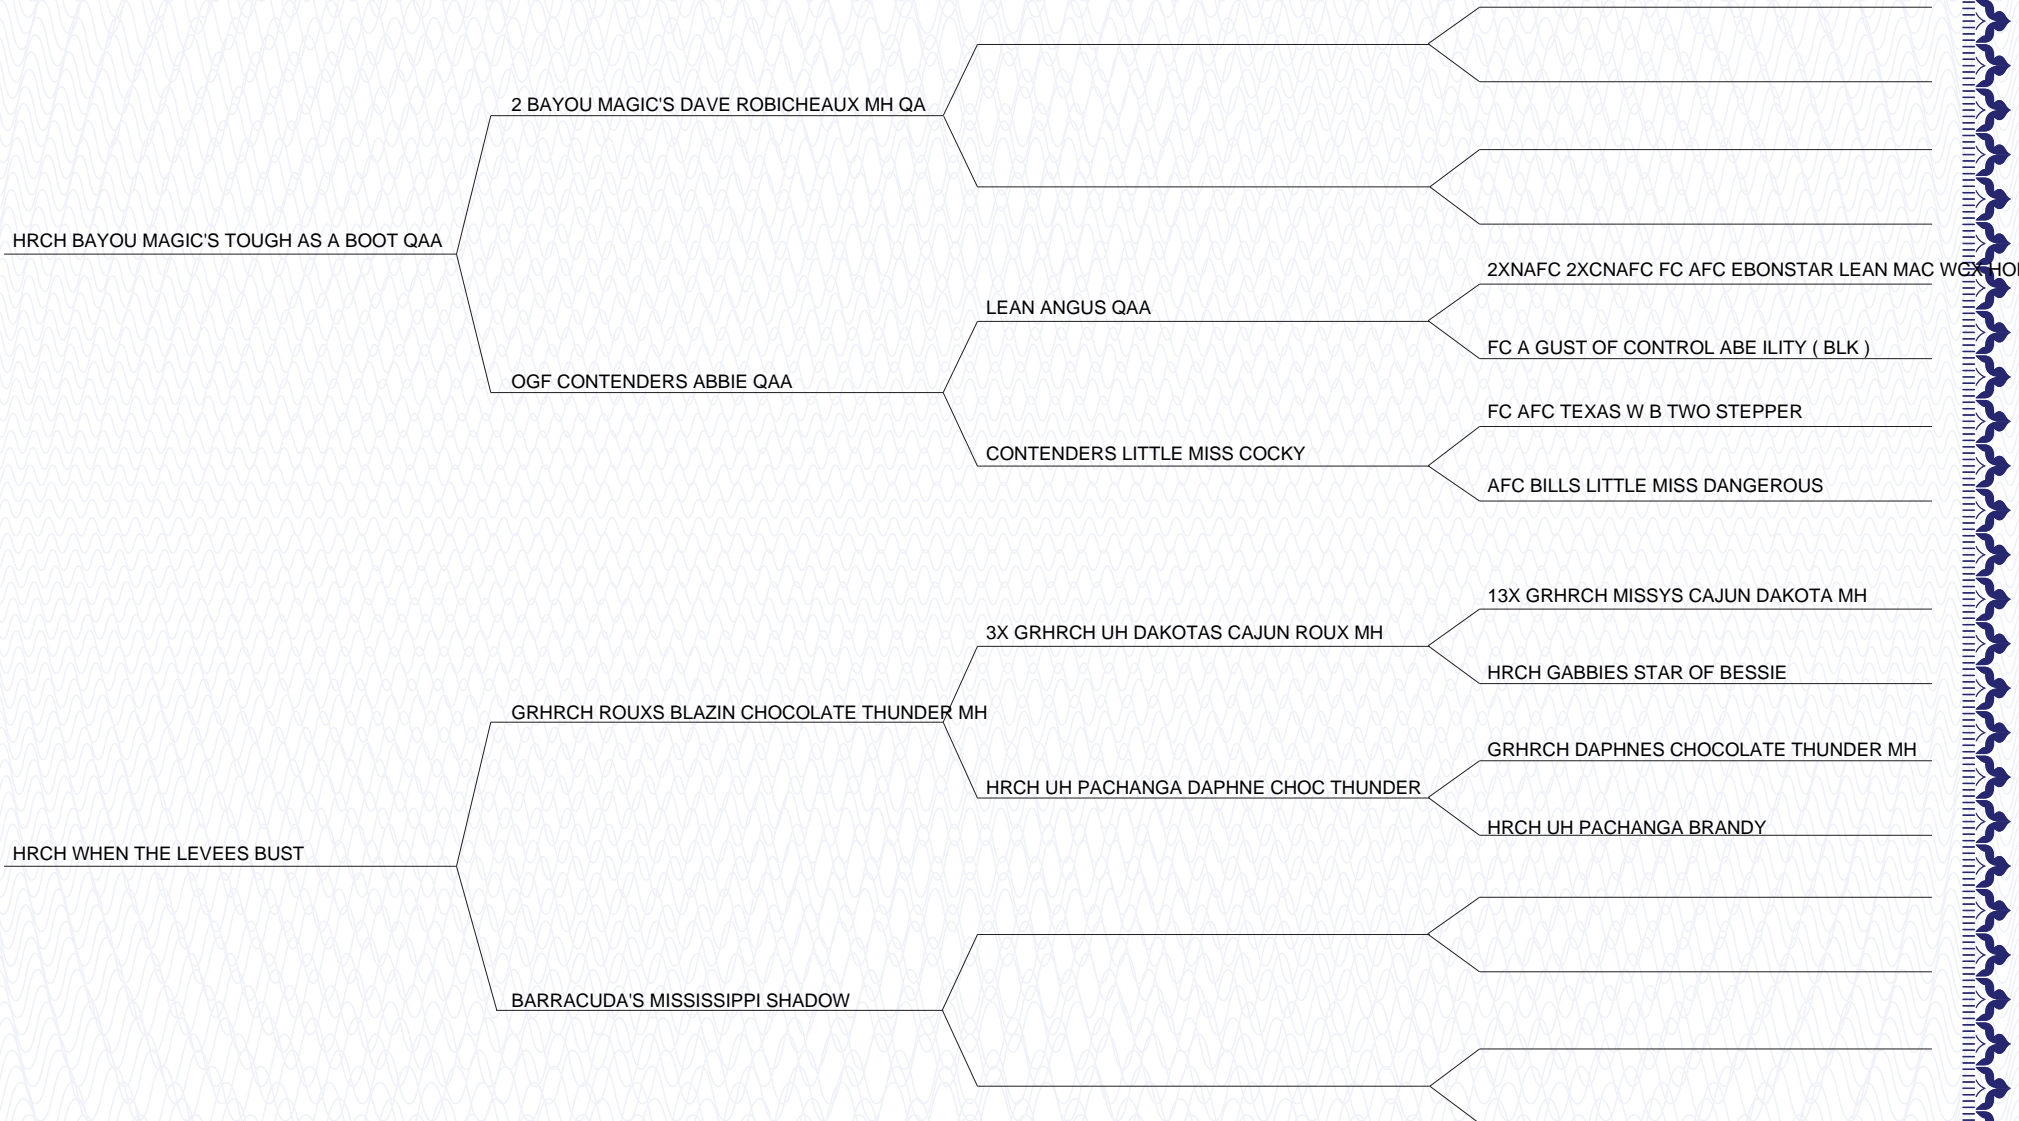 2 BAYOU MAGIC'S DAVE ROBICHEAUX MH QA
HRCH BAYOU MAGIC'S TOUGH AS A BOOT QAA
2XNAFC 2XCNAFC FC AFC EBONSTAR LEAN MAC WCX
LEAN ANGUS QAA
FC A GUST OF CONTROL ABE ILITY ( BLK )
OGF CONTENDERS ABBIE QAA
FC AFC TEXAS W B TWO STEPPER
CONTENDERS LITTLE MISS COCKY
AFC BILLS LITTLE MISS DANGEROUS
13X GRHRCH MISSYS CAJUN DAKOTA MH
3X GRHRCH UH DAKOTAS CAJUN ROUX MH
HRCH GABBIES STAR OF BESSIE
GRHRCH ROUXS BLAZIN CHOCOLATE THUNDER MH
GRHRCH DAPHNES CHOCOLATE THUNDER MH
HRCH UH PACHANGA DAPHNE CHOC THUNDER
HRCH UH PACHANGA BRANDY
HRCH WHEN THE LEVEES BUST
BARRACUDA'S MISSISSIPPI SHADOW